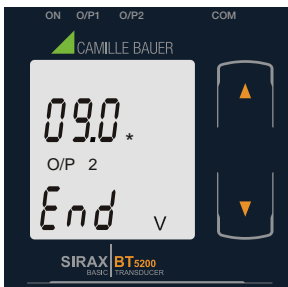 ON O/P1 O/P2 COM
CAMILLE BAUER
09.0 *
O/P 2
End V
SIRAX BT5200
BASIC TRANSDUCER